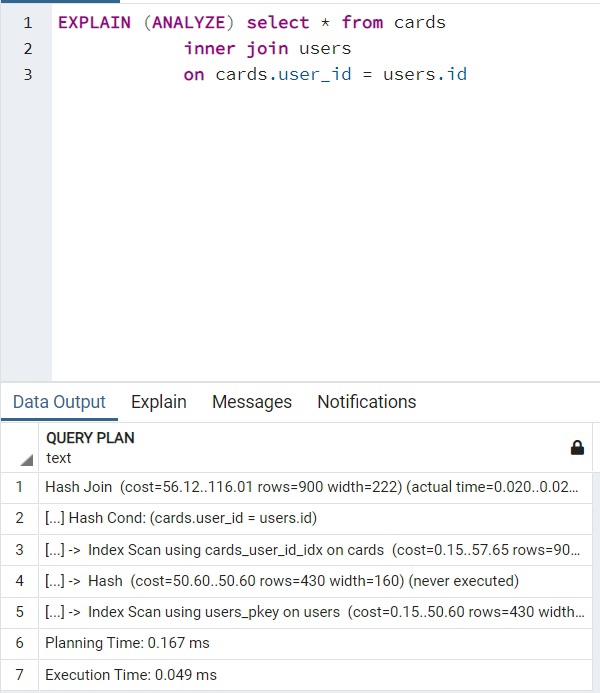 1 EXPLAIN (ANALYZE) select * from cards
2 inner join users
3 on cards.user_id = users.id
Data Output Explain Messages Notifications
QUERY PLAN
text
1 Hash Join (cost=56.12..116.01 rows=900 width=222) (actual time=0.020..0.02...
2 [...] Hash Cond: (cards.user_id = users.id)
3 [...] -> Index Scan using cards_user_id_idx on cards (cost=0.15..57.65 rows=90...
4 [...] -> Hash (cost=50.60..50.60 rows=430 width=160) (never executed)
5 [...] -> Index Scan using users_pkey on users (cost=0.15..50.60 rows=430 width...
6 Planning Time: 0.167 ms
7 Execution Time: 0.049 ms